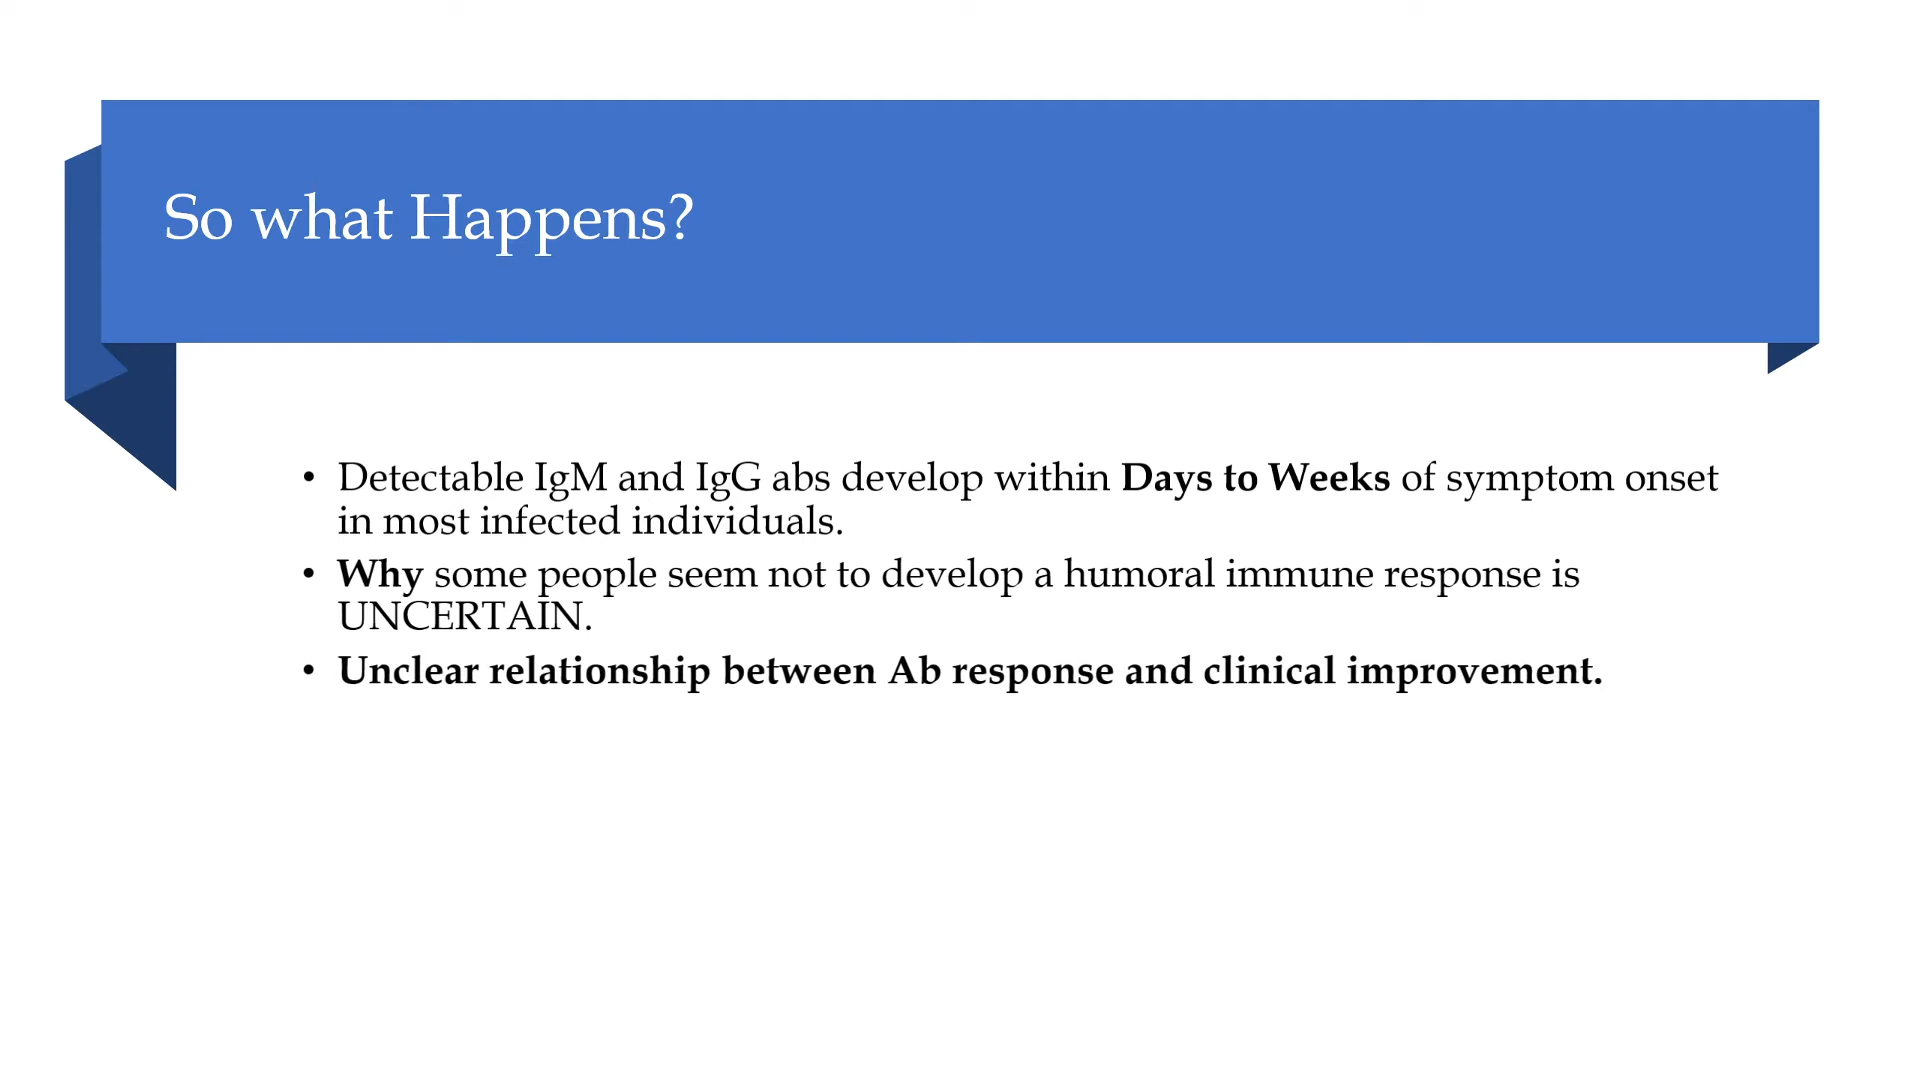 So what Happens?
• Detectable IgM and IgG abs develop within Days to Weeks of symptom onset
in most infected individuals.
• Why some people seem not to develop a humoral immune response is
UNCERTAIN.
• Unclear relationship between Ab response and clinical improvement.